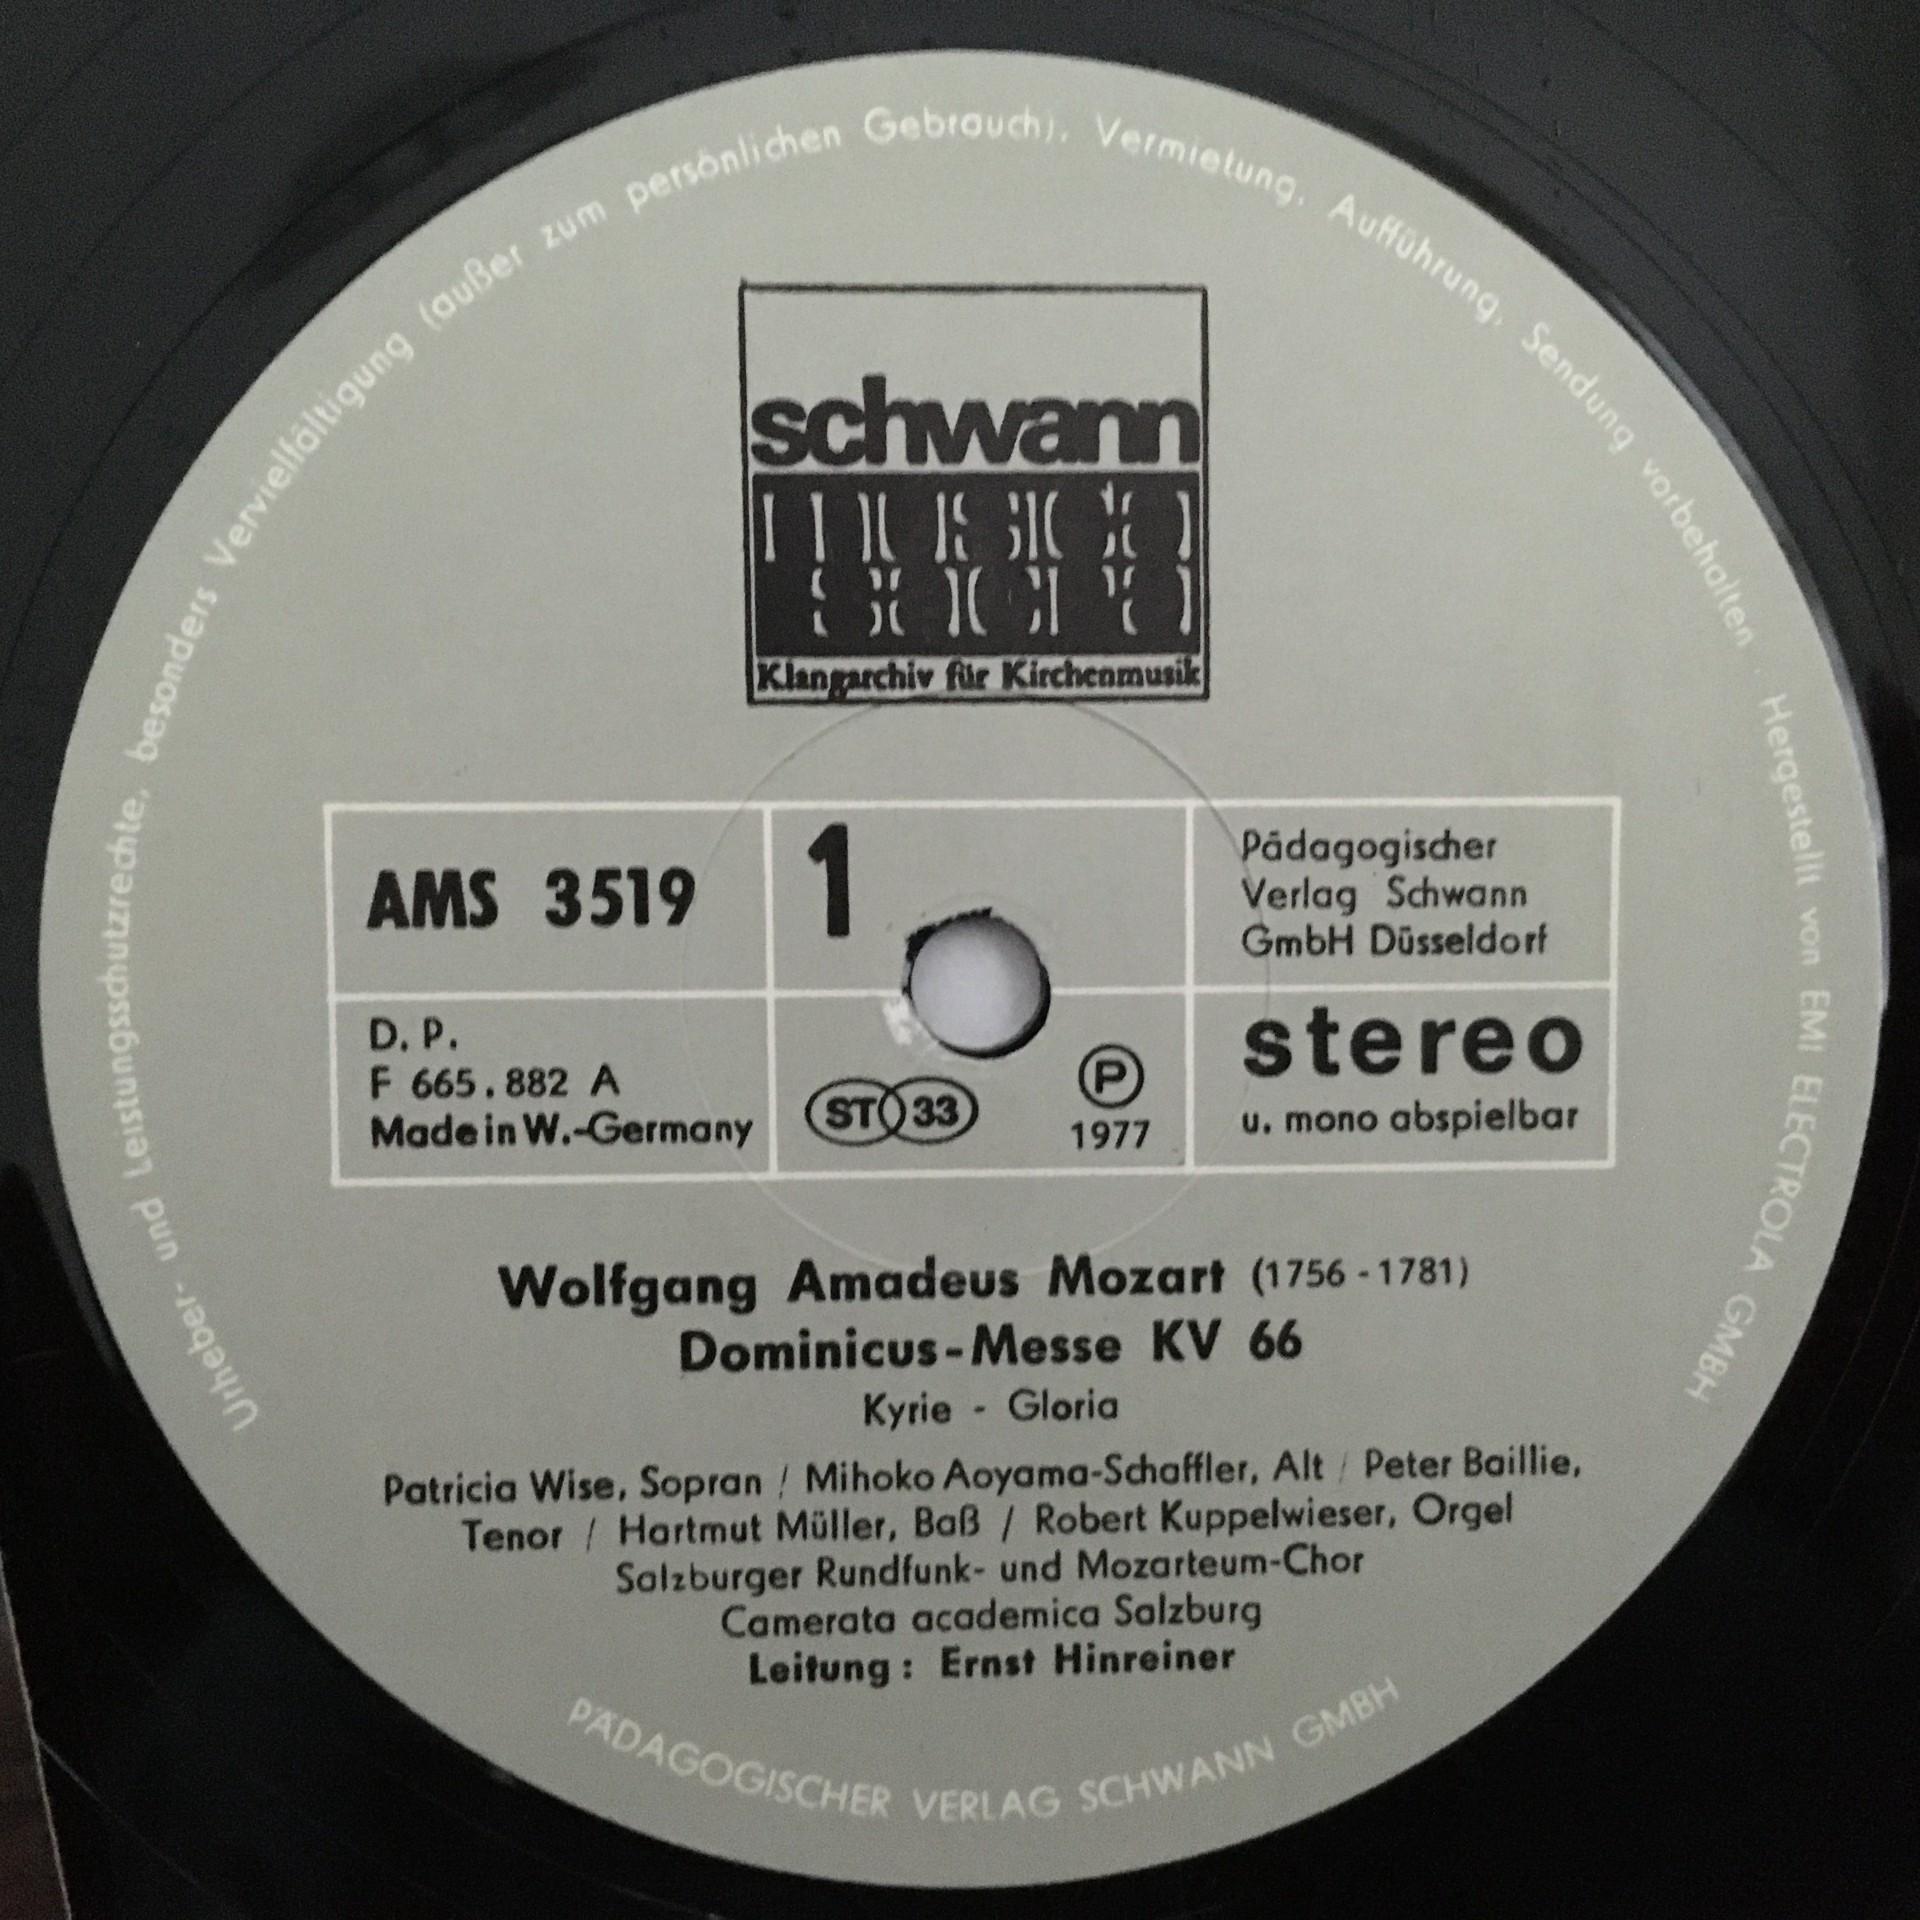 Urheber- und Leistungsschutzrechte, besonders Vervielfältigung (außer zum persönlichen Gebrauch), Vermietung, Aufführung, Sendung vorbehalten . Hergestellt von EMI ELECTROLA GMBH
schwann
Klangarchiv für Kirchenmusik
AMS 3519
1
Pädagogischer
Verlag Schwann
GmbH Düsseldorf
D. P.
F 665.882 A
Made in W.-Germany
ST 33
P
1977
stereo
u. mono abspielbar
Wolfgang Amadeus Mozart (1756 - 1781)
Dominicus-Messe KV 66
Kyrie - Gloria
Patricia Wise, Sopran / Mihoko Aoyama-Schaffler, Alt / Peter Baillie,
Tenor / Hartmut Müller, Baß / Robert Kuppelwieser, Orgel
Salzburger Rundfunk- und Mozarteum-Chor
Camerata academica Salzburg
Leitung: Ernst Hinreiner
PÄDAGOGISCHER VERLAG SCHWANN GMBH